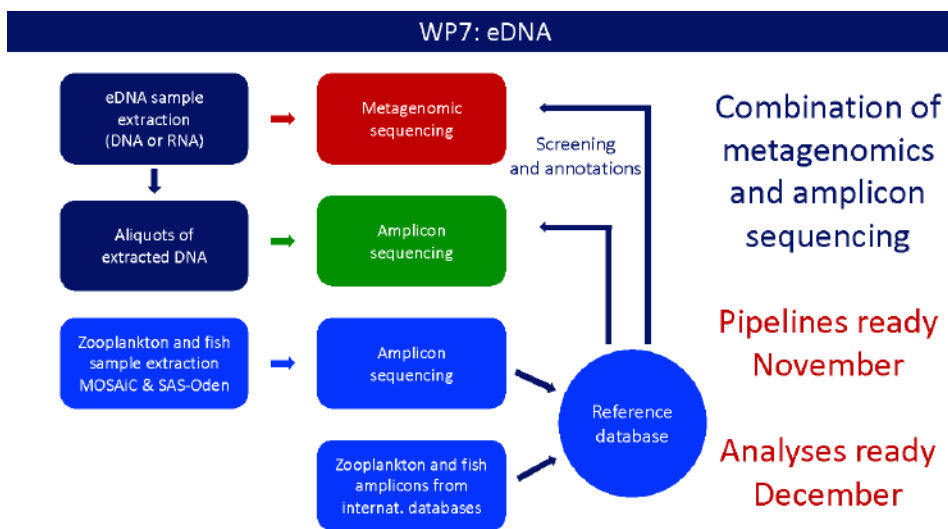 WP7: eDNA
eDNA sample
extraction
(DNA or RNA)
Metagenomic
sequencing
Screening
and annotations
Combination of
metagenomics
and amplicon
sequencing
Aliquots of
extracted DNA
Amplicon
sequencing
Zooplankton and fish
sample extraction
MOSAiC & SAS-Oden
Amplicon
sequencing
Reference
database
Pipelines ready
November
Zooplankton and fish
amplicons from
internat. databases
Analyses ready
December